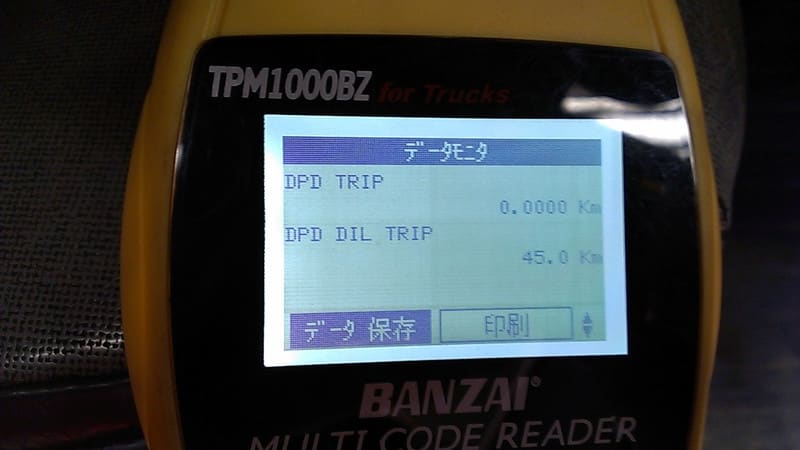 TPM1000BZ for Trucks
データモニタ
DPD TRIP
0.0000 Km
DPD DIL TRIP
45.0 Km
データ 保存 印刷
BANZAI®
MULTI CODE READER